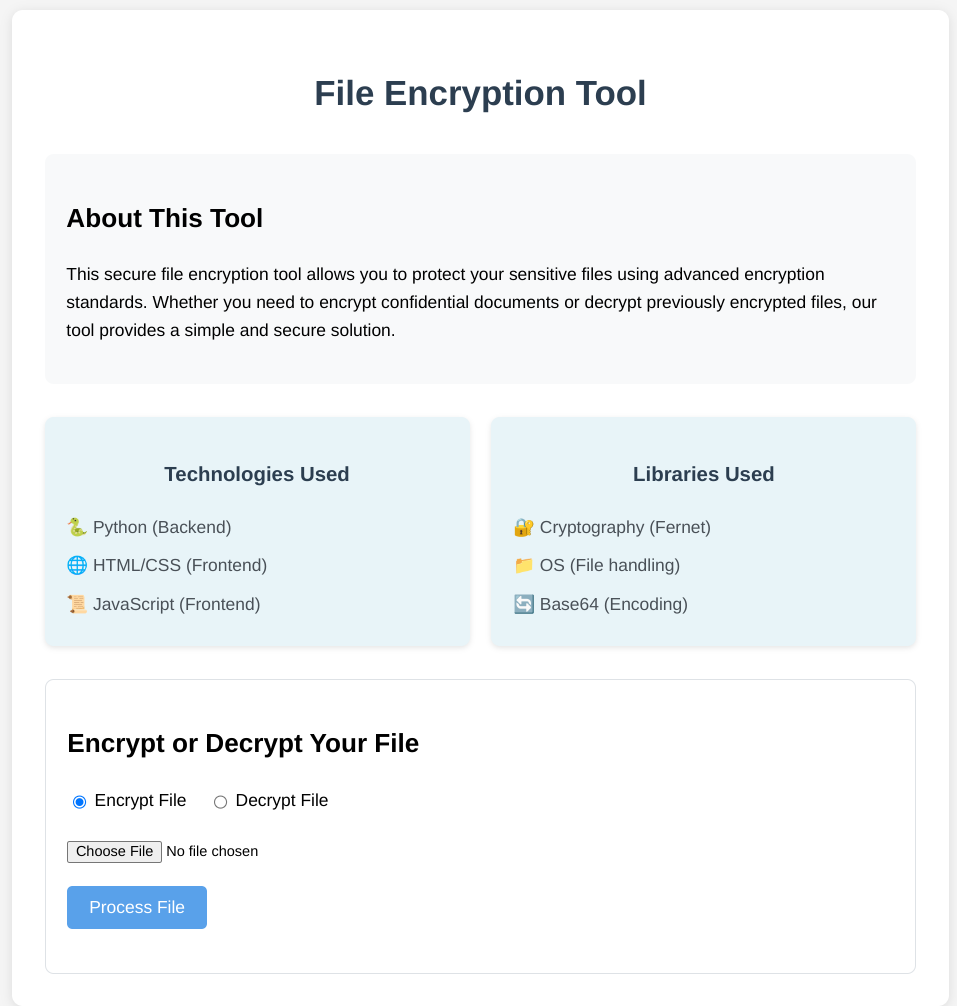 File Encryption Tool
About This Tool
This secure file encryption tool allows you to protect your sensitive files using advanced encryption
standards. Whether you need to encrypt confidential documents or decrypt previously encrypted files, our
tool provides a simple and secure solution.
Technologies Used
🐍 Python (Backend)
🌐 HTML/CSS (Frontend)
📜 JavaScript (Frontend)
Libraries Used
🔐 Cryptography (Fernet)
📁 OS (File handling)
🔄 Base64 (Encoding)
Encrypt or Decrypt Your File
Encrypt File Decrypt File
Choose File No file chosen
Process File